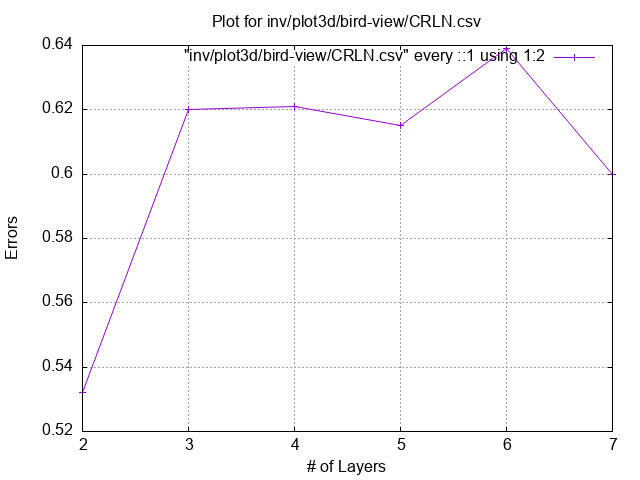 Plot for inv/plot3d/bird-view/CRLN.csv
"inv/plot3d/bird-view/CRLN.csv" every ::1 using 1:2
0.64
0.62
0.6
0.58
0.56
0.54
0.52
Errors
2 3 4 5 6 7
# of Layers